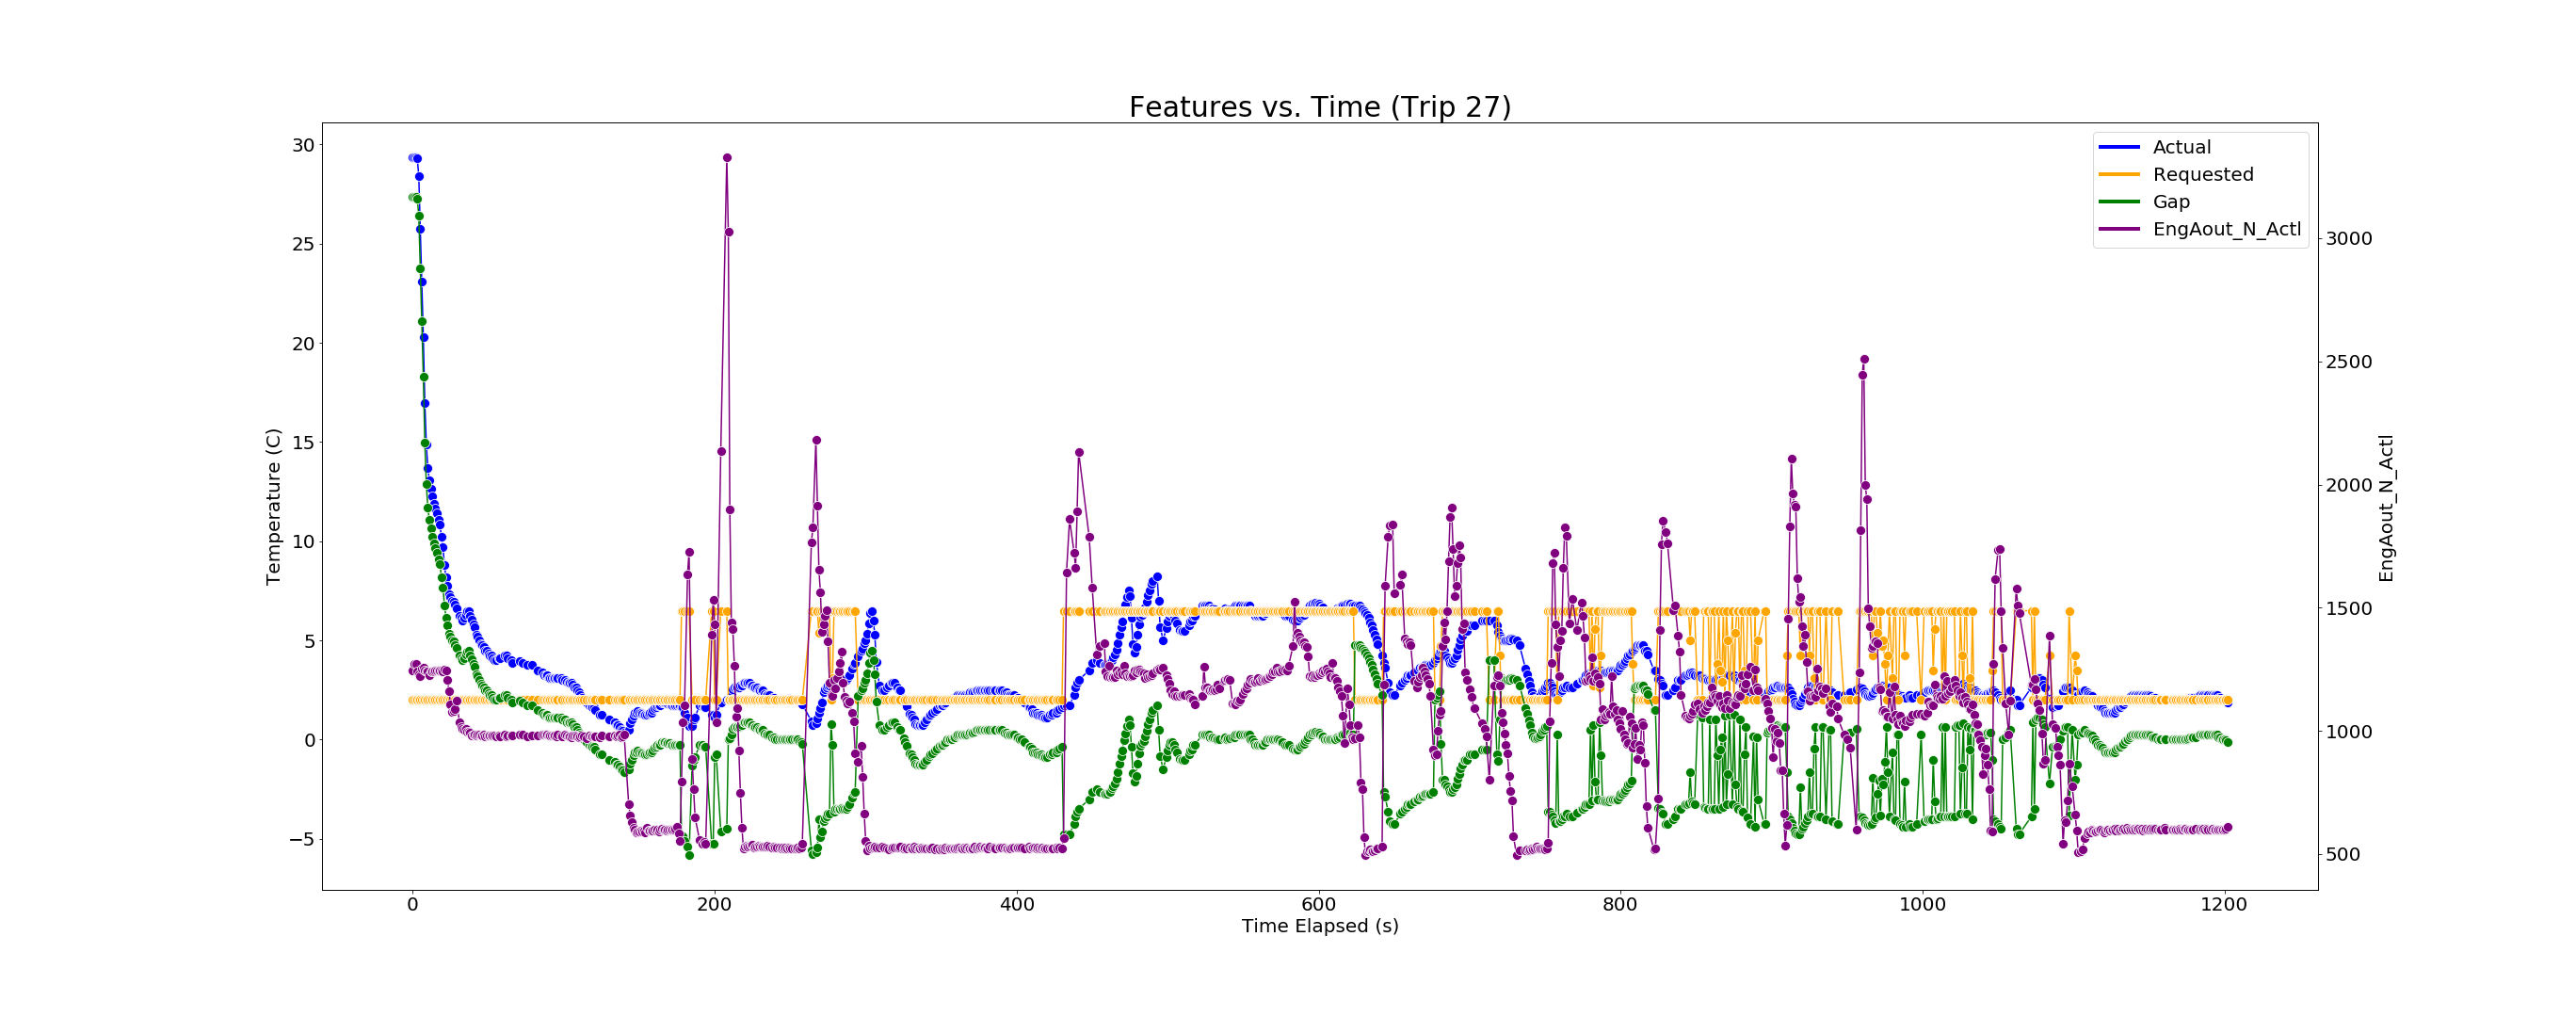 Features vs. Time (Trip 27)
Actual
Requested
Gap
EngAout_N_Actl
Temperature (C)
30
25
20
15
10
5
0
−5
3000
2500
2000
1500
1000
500
EngAout_N_Actl
0 200 400 600 800 1000 1200
Time Elapsed (s)